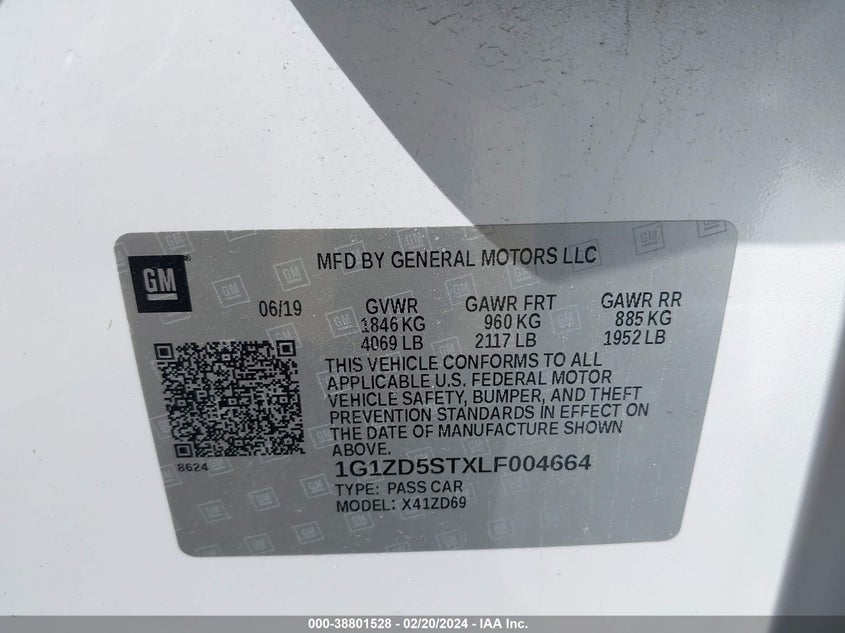 GM
MFD BY GENERAL MOTORS LLC
06/19
GVWR
1846 KG
4069 LB
GAWR FRT
960 KG
2117 LB
GAWR RR
885 KG
1952 LB
THIS VEHICLE CONFORMS TO ALL
APPLICABLE U.S. FEDERAL MOTOR
VEHICLE SAFETY, BUMPER, AND THEFT
PREVENTION STANDARDS IN EFFECT ON
THE DATE OF MANUFACTURE SHOWN
ABOVE.
8624
1G1ZD5STXLF004664
TYPE: PASS CAR
MODEL: X41ZD69
000-38801528 - 02/20/2024 - IAA Inc.